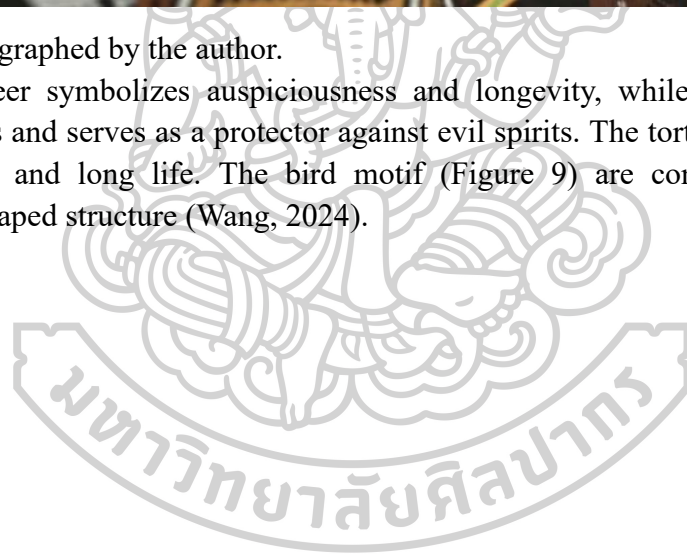 graphed by the author.
eer symbolizes auspiciousness and longevity, while
s and serves as a protector against evil spirits. The tort
and long life. The bird motif (Figure 9) are cor
aped structure (Wang, 2024).
มหาวิทยาลัยศิลปากร